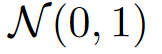 𝒩(0, 1)